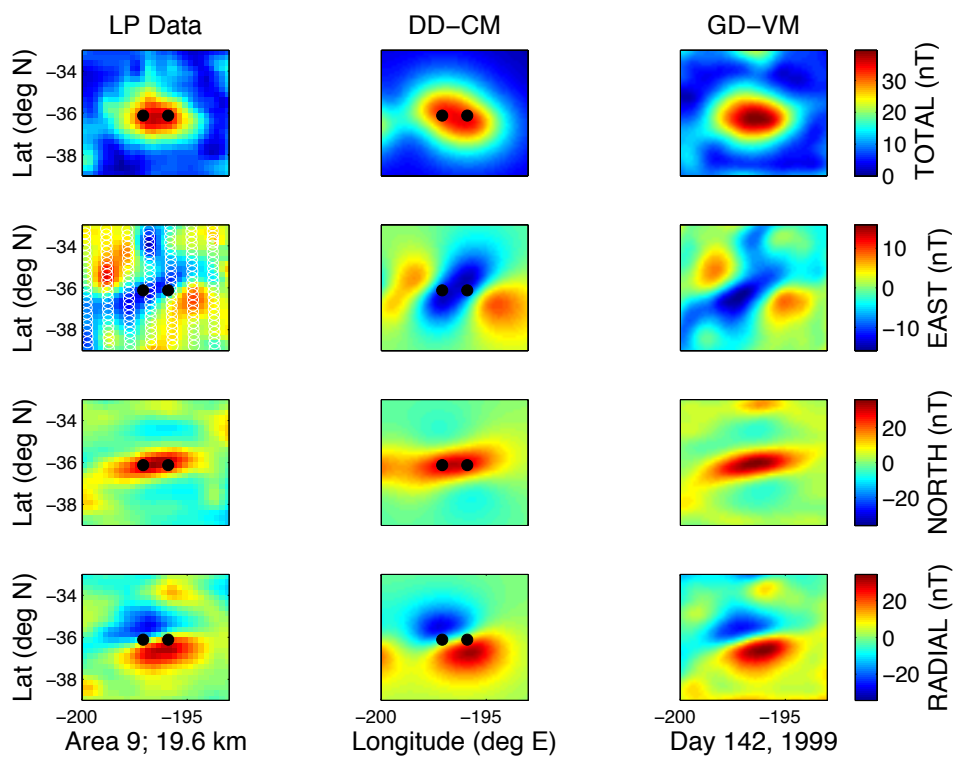 LP Data DD−CM GD−VM
−34
−36
−38
Lat (deg N)
30
20
10
0
TOTAL (nT)
−34
−36
−38
Lat (deg N)
10
0
−10
EAST (nT)
−34
−36
−38
Lat (deg N)
20
0
−20
NORTH (nT)
−34
−36
−38
Lat (deg N)
20
0
−20
RADIAL (nT)
−200 −195 −200 −195 −200 −195
Area 9; 19.6 km Longitude (deg E) Day 142, 1999